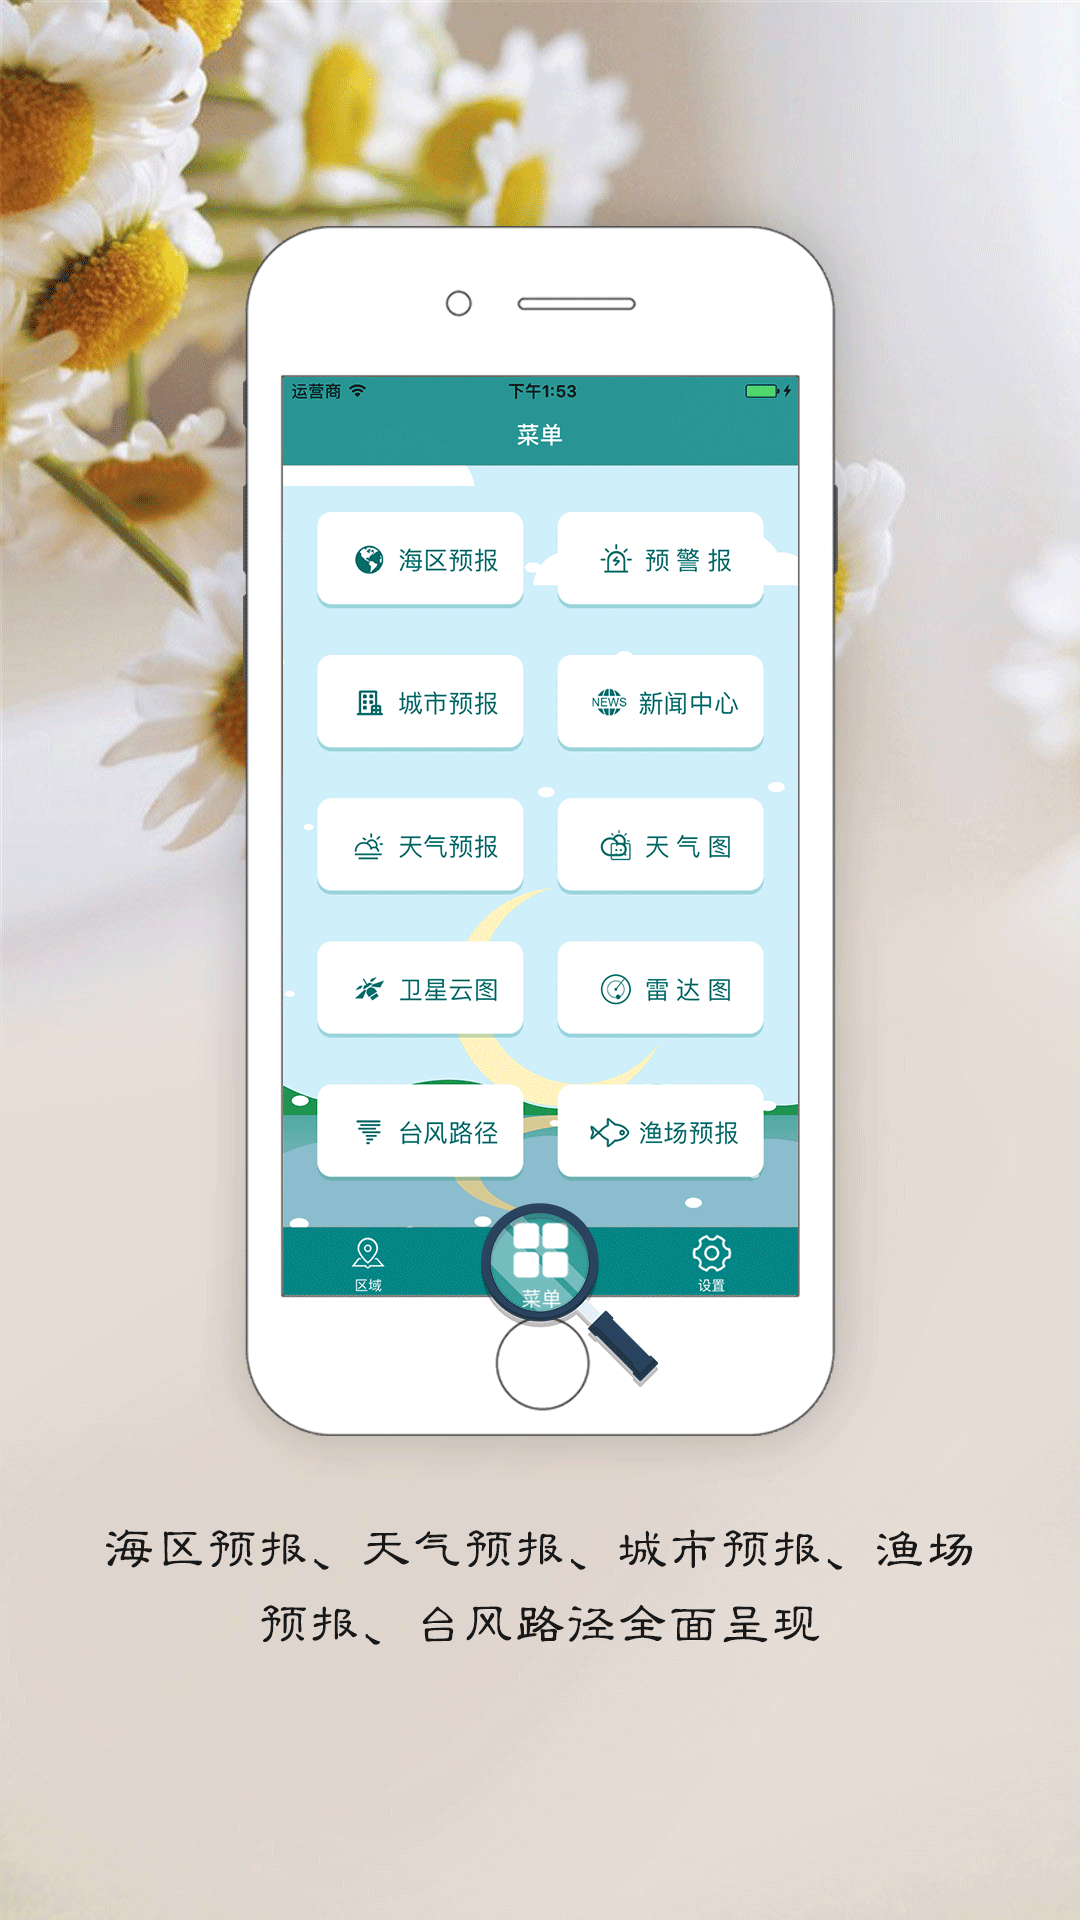 运营商 下午1:53
菜单
海区预报 预警报
城市预报 NEWS 新闻中心
天气预报 天气图
卫星云图 雷达图
台风路径 渔场预报
区域 菜单 设置
海区预报、天气预报、城市预报、渔场
预报、台风路径全面呈现